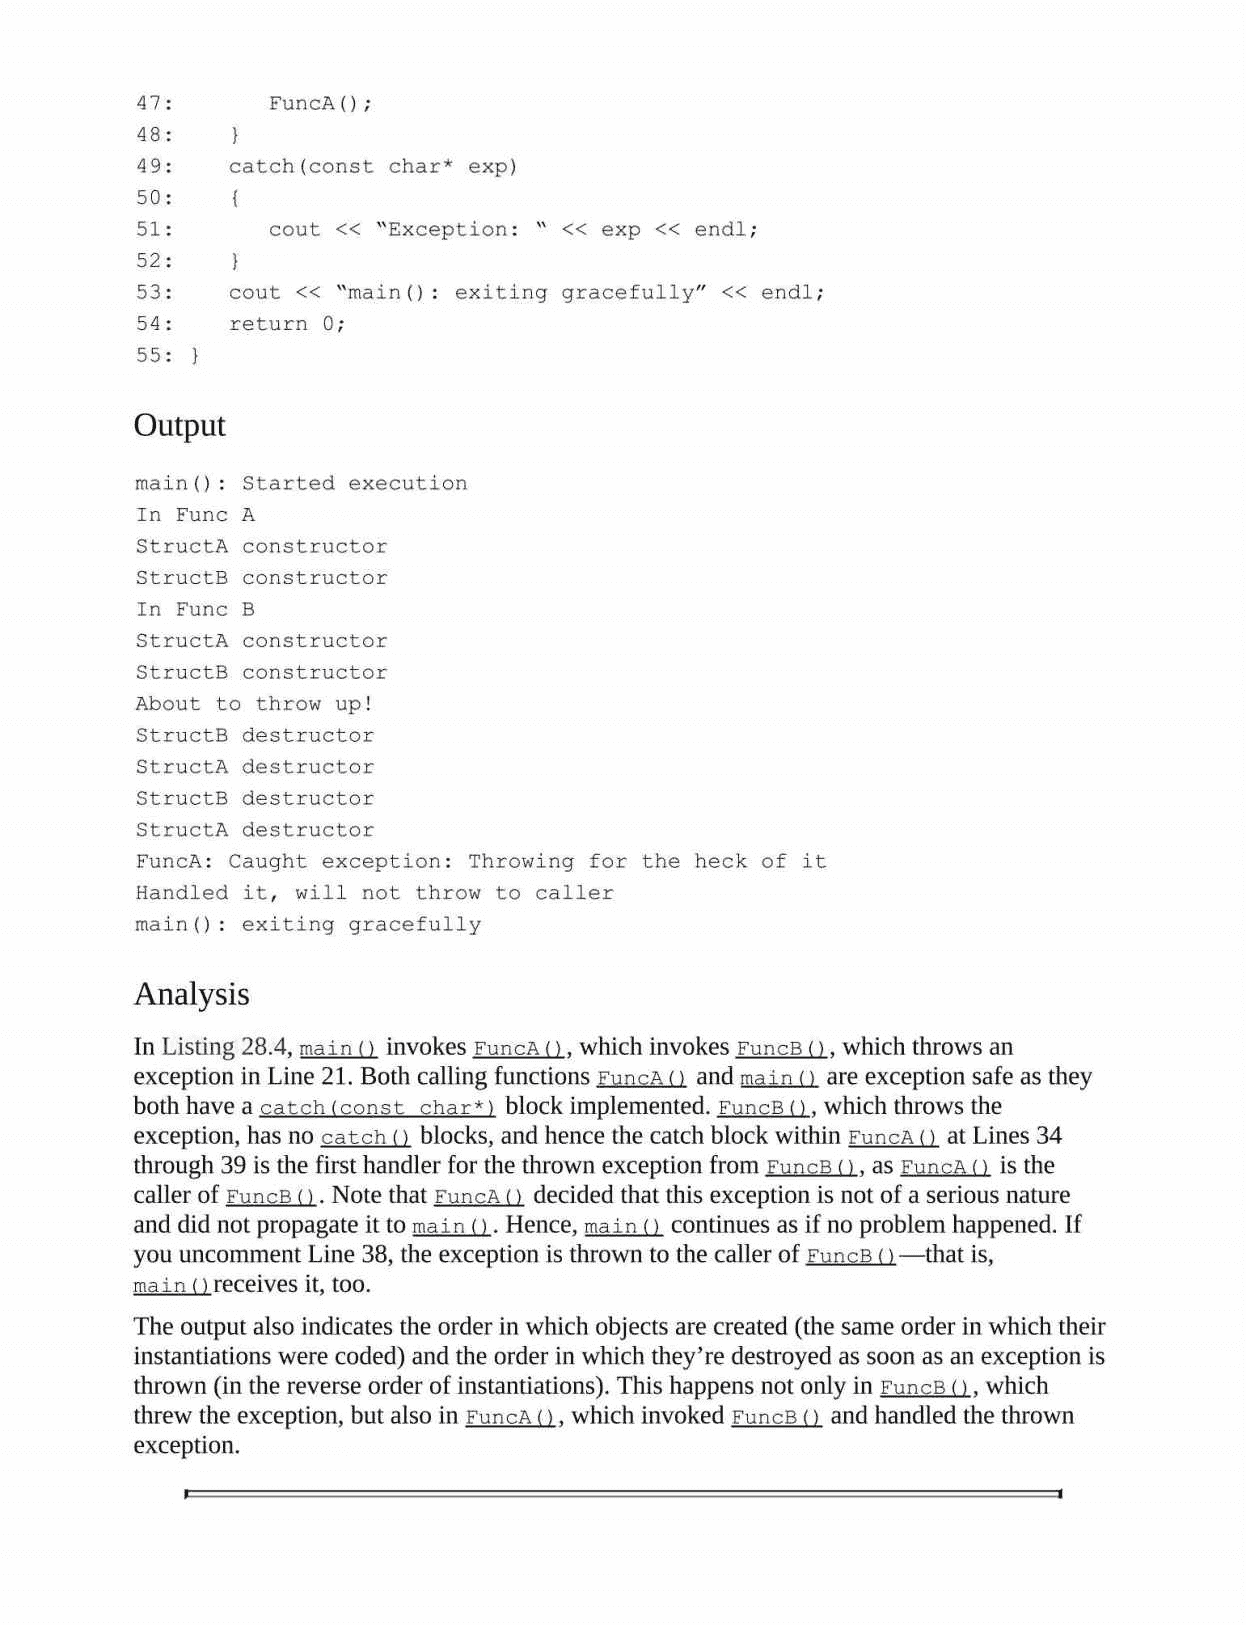 47:       FuncA();
48:    }
49:    catch(const char* exp)
50:    {
51:       cout << “Exception: “ << exp << endl;
52:    }
53:    cout << “main(): exiting gracefully” << endl;
54:    return 0;
55: }
Output
main(): Started execution
In Func A
StructA constructor
StructB constructor
In Func B
StructA constructor
StructB constructor
About to throw up!
StructB destructor
StructA destructor
StructB destructor
StructA destructor
FuncA: Caught exception: Throwing for the heck of it
Handled it, will not throw to caller
main(): exiting gracefully
Analysis
In Listing 28.4, main() invokes FuncA(), which invokes FuncB(), which throws an
exception in Line 21. Both calling functions FuncA() and main() are exception safe as they
both have a catch(const char*) block implemented. FuncB(), which throws the
exception, has no catch() blocks, and hence the catch block within FuncA() at Lines 34
through 39 is the first handler for the thrown exception from FuncB(), as FuncA() is the
caller of FuncB(). Note that FuncA() decided that this exception is not of a serious nature
and did not propagate it to main(). Hence, main() continues as if no problem happened. If
you uncomment Line 38, the exception is thrown to the caller of FuncB()—that is,
main()receives it, too.
The output also indicates the order in which objects are created (the same order in which their
instantiations were coded) and the order in which they’re destroyed as soon as an exception is
thrown (in the reverse order of instantiations). This happens not only in FuncB(), which
threw the exception, but also in FuncA(), which invoked FuncB() and handled the thrown
exception.